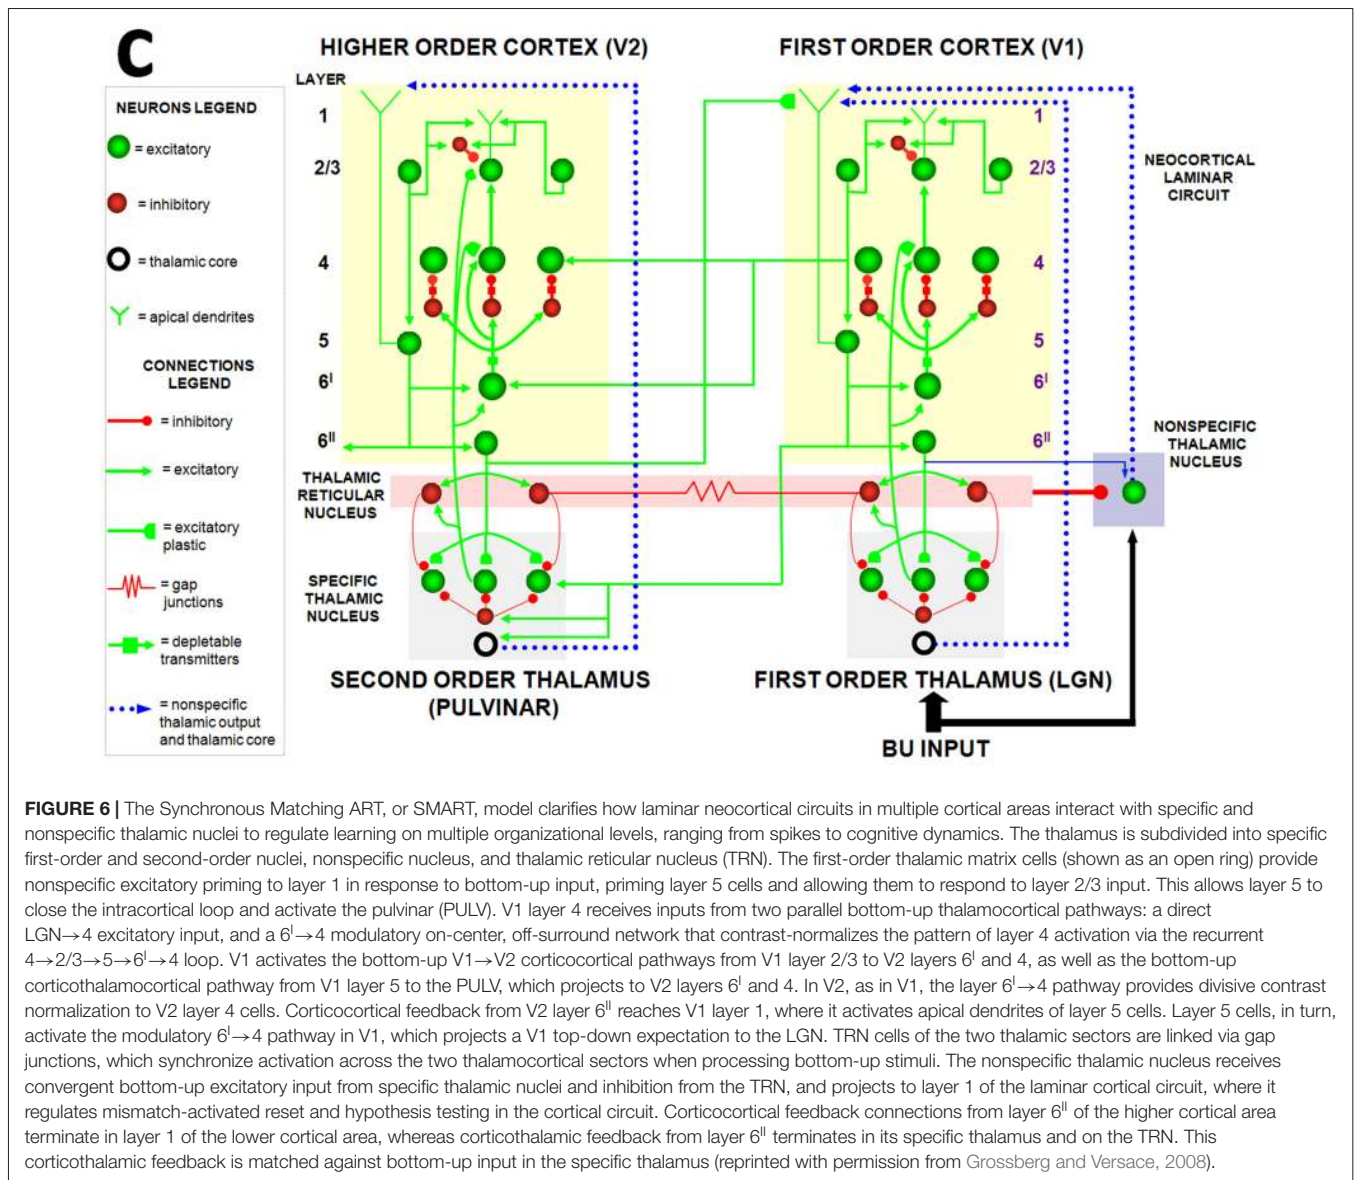 C
HIGHER ORDER CORTEX (V2)
FIRST ORDER CORTEX (V1)
LAYER
NEURONS LEGEND
= excitatory
= inhibitory
= thalamic core
= apical dendrites
CONNECTIONS
LEGEND
= inhibitory
= excitatory
= excitatory
plastic
= gap
junctions
= depletable
transmitters
= nonspecific
thalamic output
and thalamic core
1
2/3
4
5
6ᴵ
6ᴵᴵ
1
2/3
4
5
6ᴵ
6ᴵᴵ
NEOCORTICAL
LAMINAR
CIRCUIT
NONSPECIFIC
THALAMIC
NUCLEUS
THALAMIC
RETICULAR
NUCLEUS
SPECIFIC
THALAMIC
NUCLEUS
SECOND ORDER THALAMUS
(PULVINAR)
FIRST ORDER THALAMUS (LGN)
BU INPUT
FIGURE 6 | The Synchronous Matching ART, or SMART, model clarifies how laminar neocortical circuits in multiple cortical areas interact with specific and
nonspecific thalamic nuclei to regulate learning on multiple organizational levels, ranging from spikes to cognitive dynamics. The thalamus is subdivided into specific
first-order and second-order nuclei, nonspecific nucleus, and thalamic reticular nucleus (TRN). The first-order thalamic matrix cells (shown as an open ring) provide
nonspecific excitatory priming to layer 1 in response to bottom-up input, priming layer 5 cells and allowing them to respond to layer 2/3 input. This allows layer 5 to
close the intracortical loop and activate the pulvinar (PULV). V1 layer 4 receives inputs from two parallel bottom-up thalamocortical pathways: a direct
LGN→4 excitatory input, and a 6ᴵ→4 modulatory on-center, off-surround network that contrast-normalizes the pattern of layer 4 activation via the recurrent
4→2/3→5→6ᴵ→4 loop. V1 activates the bottom-up V1→V2 corticocortical pathways from V1 layer 2/3 to V2 layers 6ᴵ and 4, as well as the bottom-up
corticothalamocortical pathway from V1 layer 5 to the PULV, which projects to V2 layers 6ᴵ and 4. In V2, as in V1, the layer 6ᴵ→4 pathway provides divisive contrast
normalization to V2 layer 4 cells. Corticocortical feedback from V2 layer 6ᴵᴵ reaches V1 layer 1, where it activates apical dendrites of layer 5 cells. Layer 5 cells, in turn,
activate the modulatory 6ᴵ→4 pathway in V1, which projects a V1 top-down expectation to the LGN. TRN cells of the two thalamic sectors are linked via gap
junctions, which synchronize activation across the two thalamocortical sectors when processing bottom-up stimuli. The nonspecific thalamic nucleus receives
convergent bottom-up excitatory input from specific thalamic nuclei and inhibition from the TRN, and projects to layer 1 of the laminar cortical circuit, where it
regulates mismatch-activated reset and hypothesis testing in the cortical circuit. Corticocortical feedback connections from layer 6ᴵᴵ of the higher cortical area
terminate in layer 1 of the lower cortical area, whereas corticothalamic feedback from layer 6ᴵᴵ terminates in its specific thalamus and on the TRN. This
corticothalamic feedback is matched against bottom-up input in the specific thalamus (reprinted with permission from Grossberg and Versace, 2008).